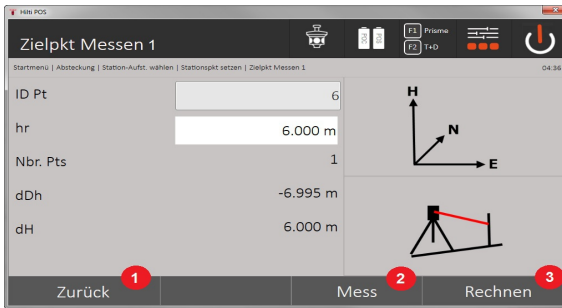 Hilti POS
Zielpkt Messen 1
POC
POS
F1 Prisme
F2 T+D
Startmenü | Absteckung | Station-Aufst. wählen | Stationspkt setzen | Zielpkt Messen 1
04:36
ID Pt 6
hr 6.000 m
Nbr. Pts 1
dDh -6.995 m
dH 6.000 m
H
N
E
1
2
3
Zurück
Mess
Rechnen